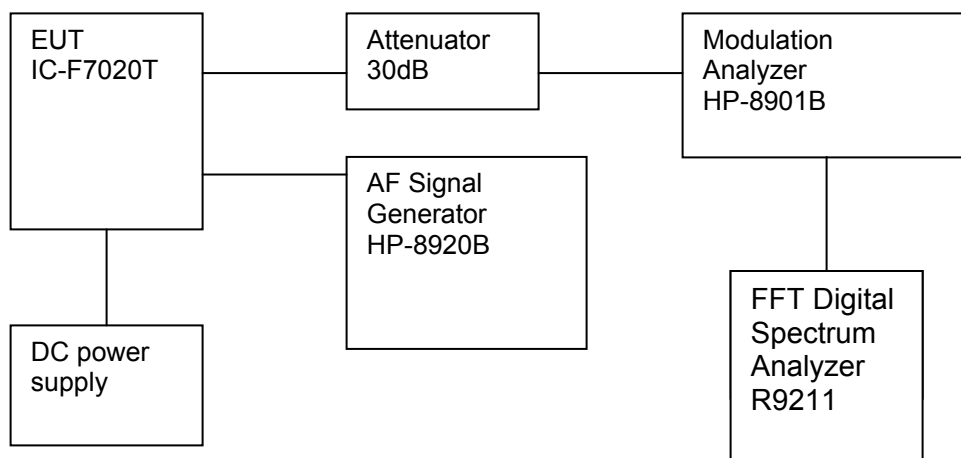 EUT
IC-F7020T
Attenuator
30dB
Modulation
Analyzer
HP-8901B
AF Signal
Generator
HP-8920B
DC power
supply
FFT Digital
Spectrum
Analyzer
R9211